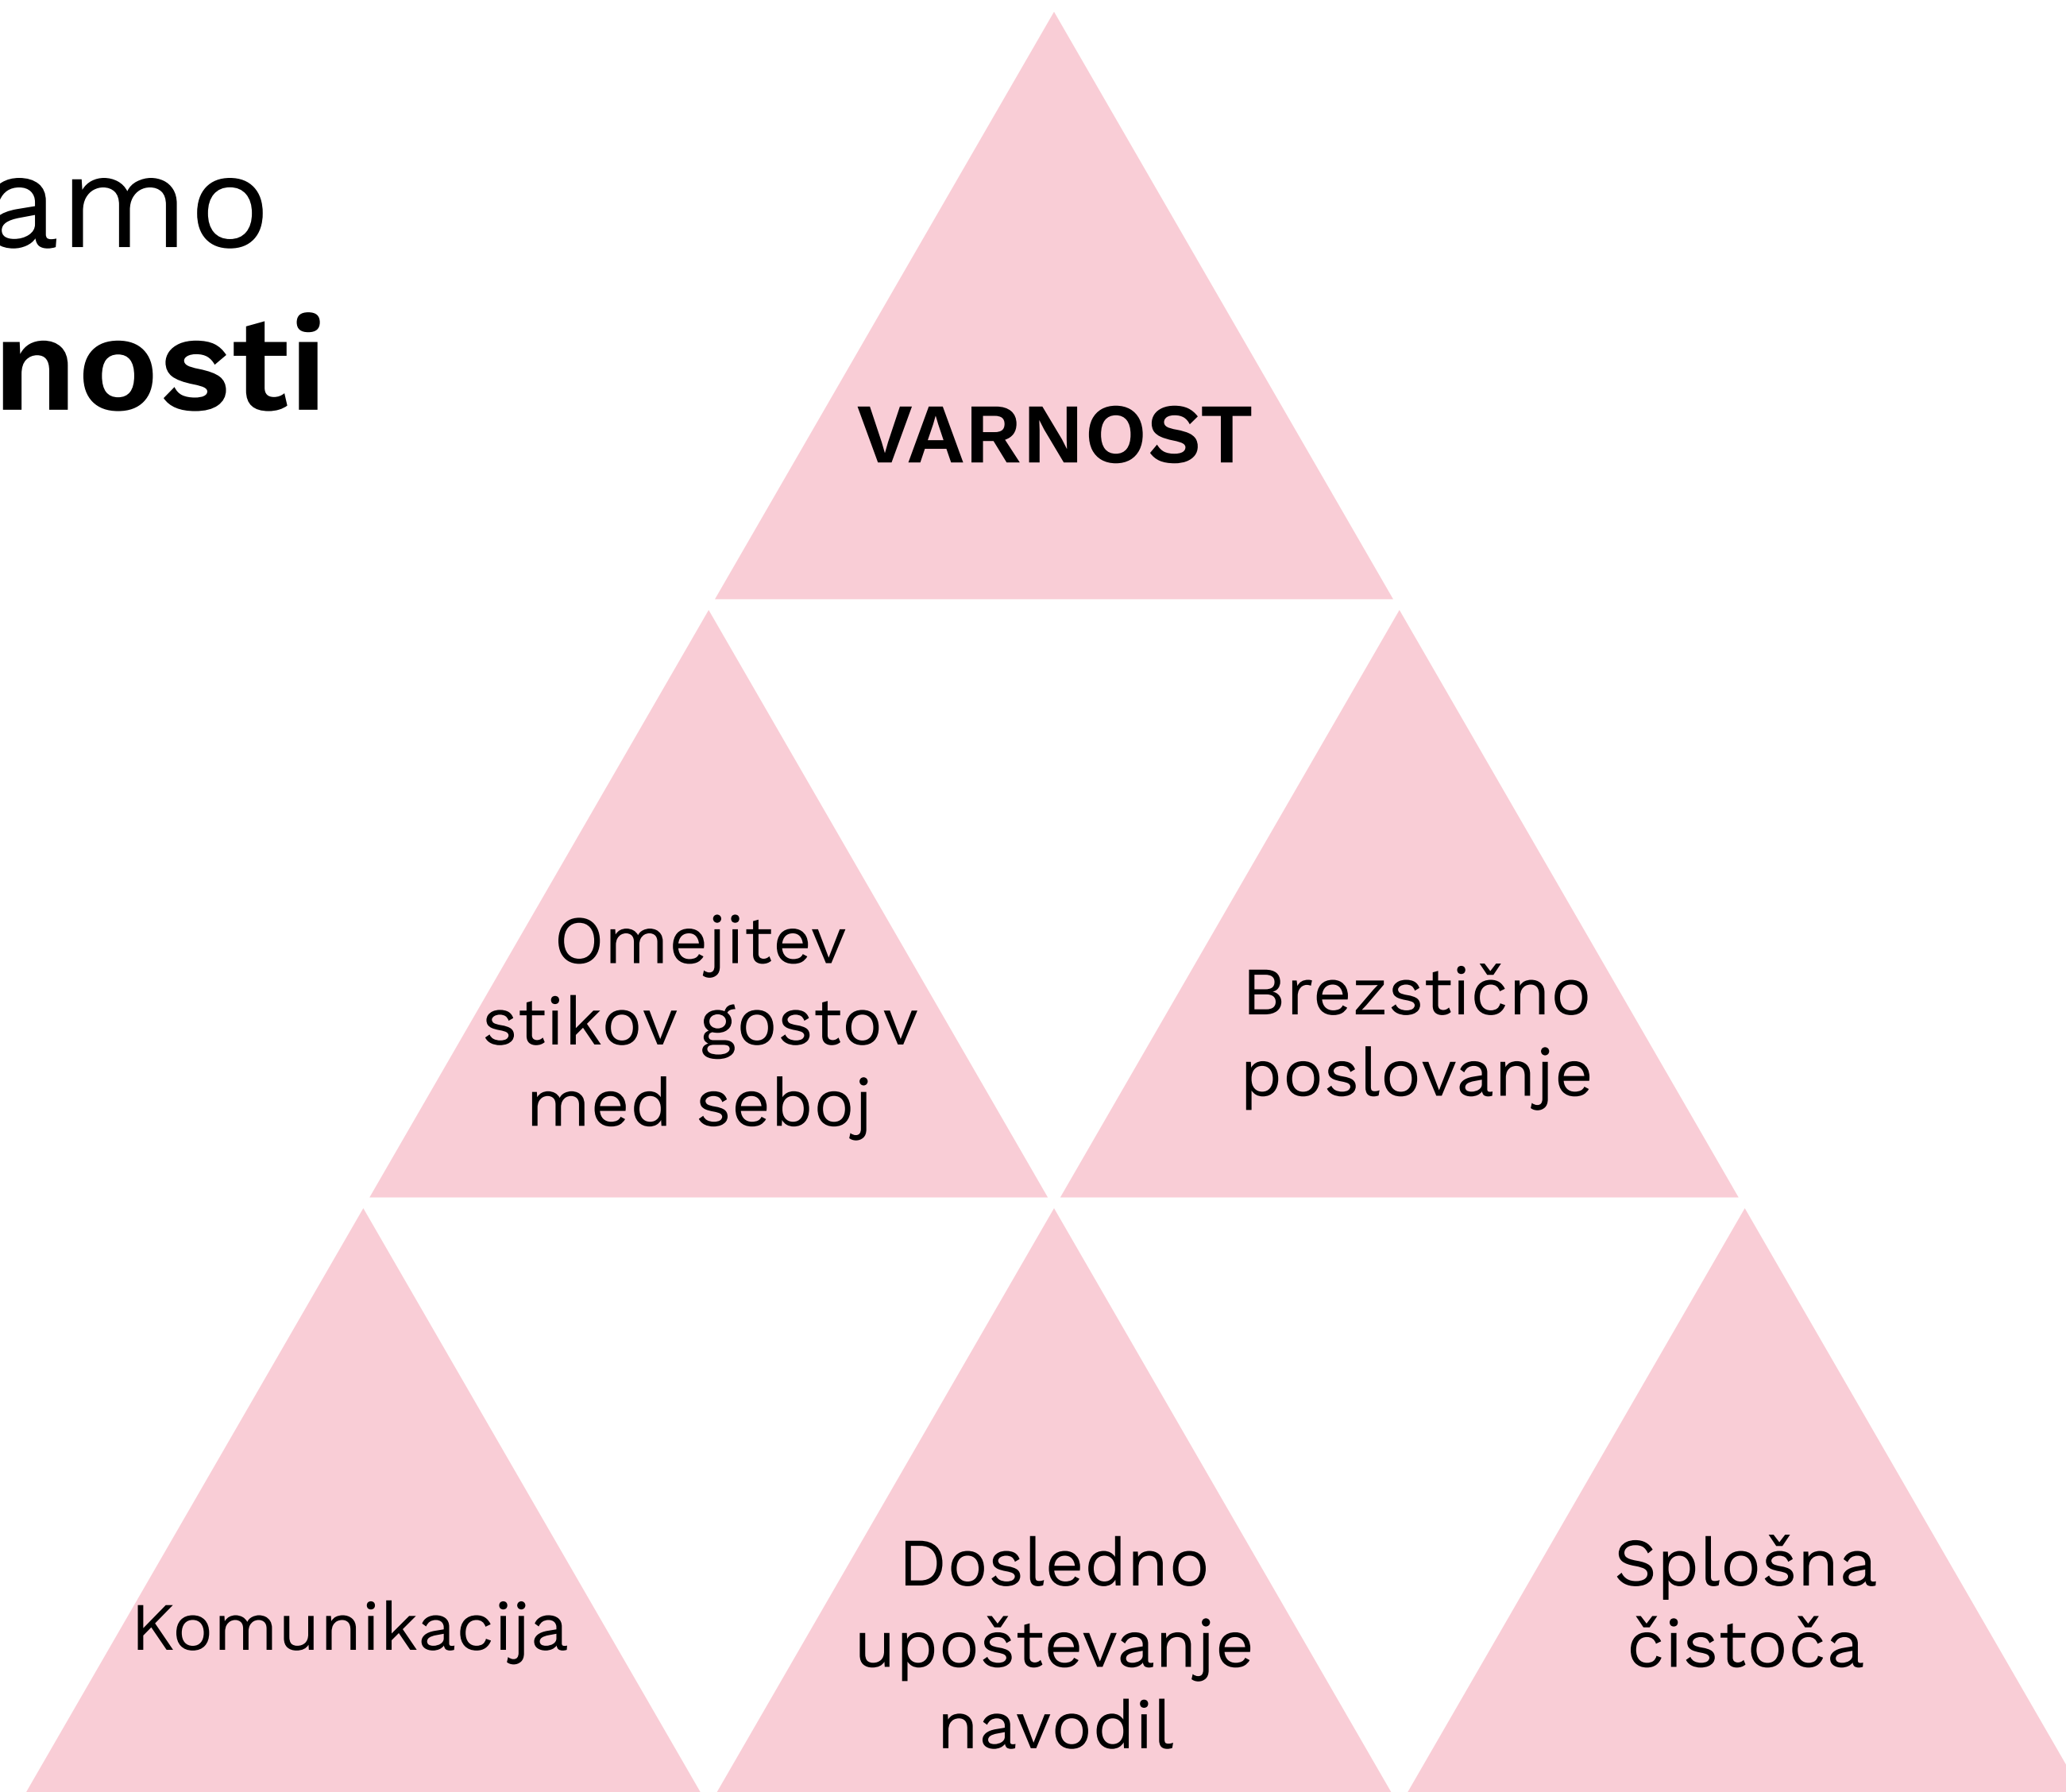 amo
nosti
VARNOST
Omejitev
stikov gostov
med seboj
Brezstično
poslovanje
Komunikacija
Dosledno
upoštevanje
navodil
Splošna
čistoča